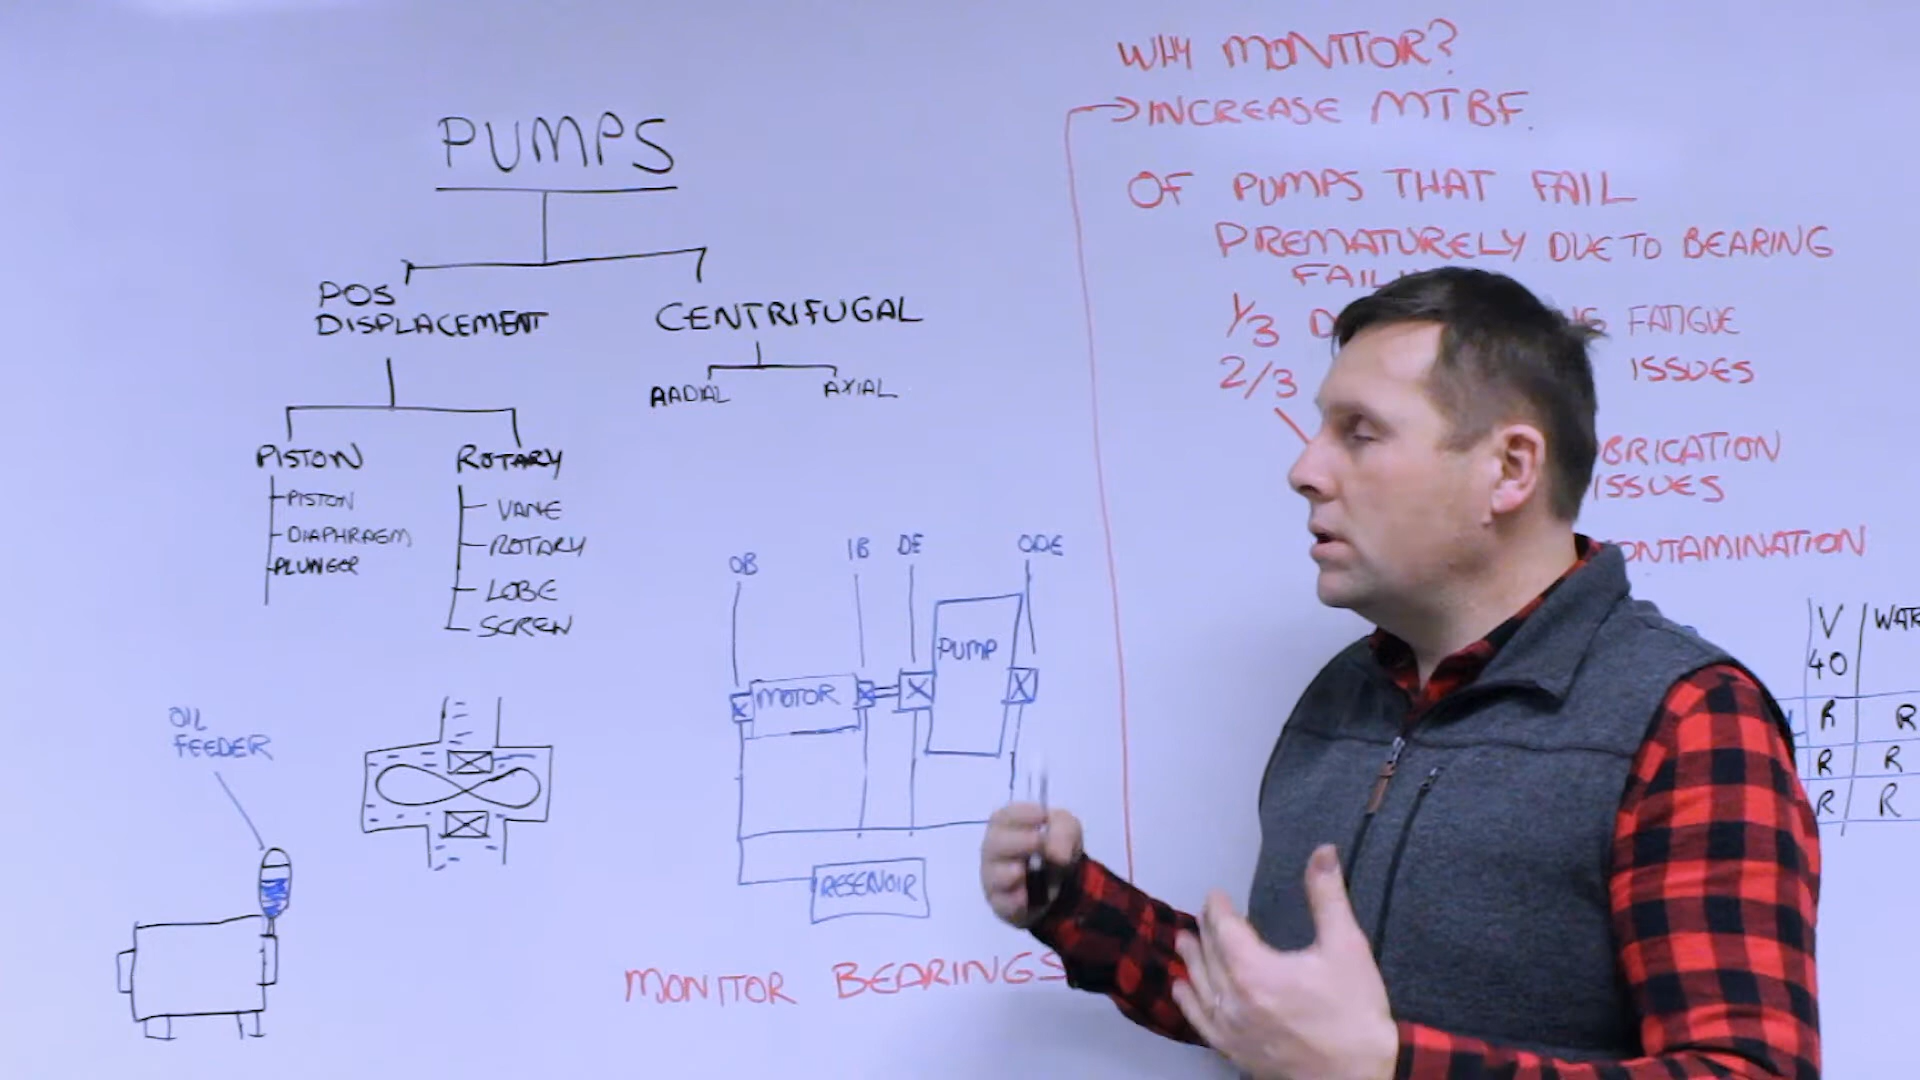 PUMPS
POS
DISPLACEMENT
CENTRIFUGAL
RADIAL
AXIAL
PISTON
PISTON
DIAPHRAGM
PLUNGER
ROTARY
VANE
ROTARY
LOBE
SCREW
OIL
FEEDER
OB
IB
DE
ODE
MOTOR
PUMP
RESERVOIR
MONITOR BEARINGS
WHY MONITOR?
→ INCREASE MTBF.
OF PUMPS THAT FAIL
PREMATURELY DUE TO BEARING
1/3 FATIGUE
2/3 ISSUES
ISSUES
V
40
R R
R R
R R